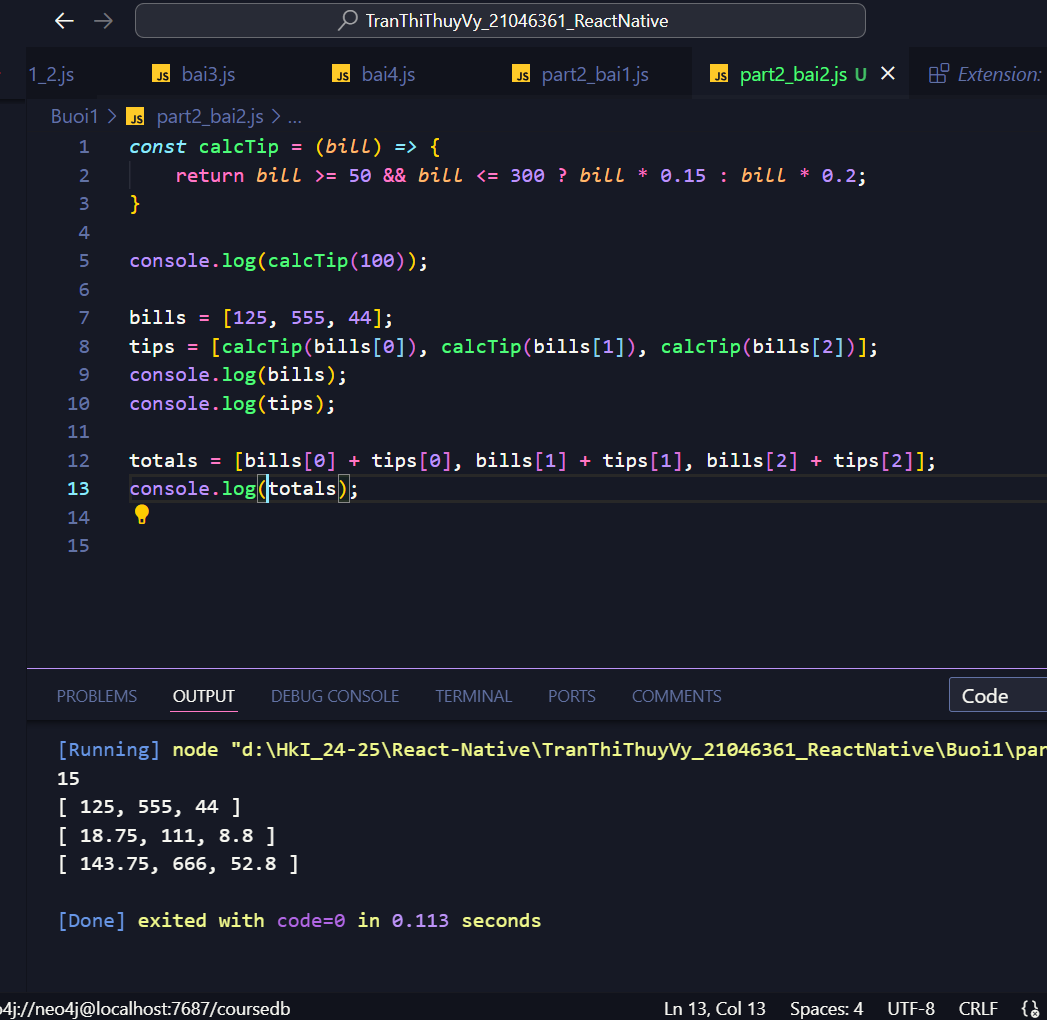 TranThiThuyVy_21046361_ReactNative
1_2.js bai3.js bai4.js part2_bai1.js part2_bai2.js U Extension:
Buoi1 > JS part2_bai2.js > ...
1 const calcTip = (bill) => {
2 return bill >= 50 && bill <= 300 ? bill * 0.15 : bill * 0.2;
3 }
4
5 console.log(calcTip(100));
6
7 bills = [125, 555, 44];
8 tips = [calcTip(bills[0]), calcTip(bills[1]), calcTip(bills[2])];
9 console.log(bills);
10 console.log(tips);
11
12 totals = [bills[0] + tips[0], bills[1] + tips[1], bills[2] + tips[2]];
13 console.log(totals);
14
15
PROBLEMS OUTPUT DEBUG CONSOLE TERMINAL PORTS COMMENTS Code
[Running] node "d:\HkI_24-25\React-Native\TranThiThuyVy_21046361_ReactNative\Buoi1\par
15
[ 125, 555, 44 ]
[ 18.75, 111, 8.8 ]
[ 143.75, 666, 52.8 ]
[Done] exited with code=0 in 0.113 seconds
o4j://neo4j@localhost:7687/coursedb Ln 13, Col 13 Spaces: 4 UTF-8 CRLF